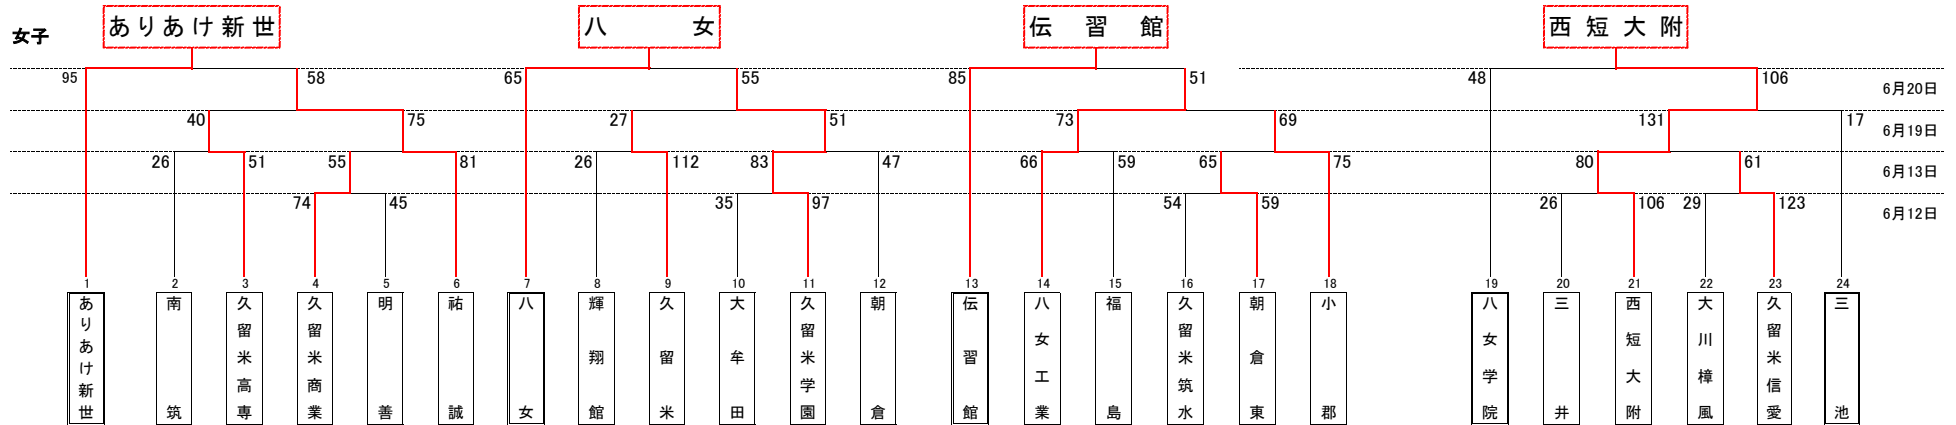 女子
ありあけ新世
八女
伝習館
西短大附
95 58 65 55 85 51 48 106
6月20日
40 75 27 51 73 69 131 17
6月19日
26 51 55 81 26 112 83 47 66 59 65 75 80 61
6月13日
74 45 35 97 54 59 26 106 29 123
6月12日
1 2 3 4 5 6 7 8 9 10 11 12 13 14 15 16 17 18 19 20 21 22 23 24
ありあけ新世
南筑
久留米高専
久留米商業
明善
祐誠
八女
輝翔館
久留米
大牟田
久留米学園
朝倉
伝習館
八女工業
福島
久留米筑水
朝倉東
小郡
八女学院
三井
西短大附
大川樟風
久留米信愛
三池